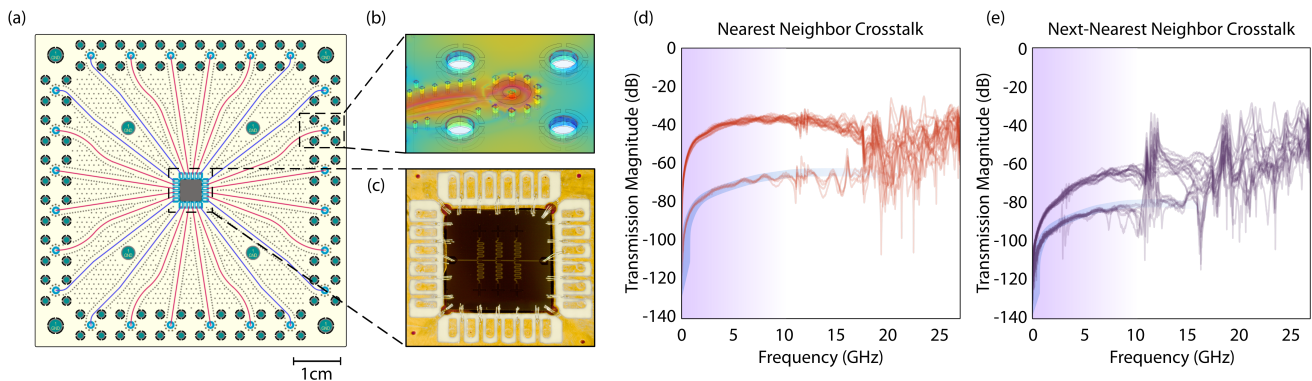 (a)
1cm
(b)
(c)
(d)
Nearest Neighbor Crosstalk
Transmission Magnitude (dB)
0
-20
-40
-60
-80
-100
-120
-140
0 5 10 15 20 25
Frequency (GHz)
(e)
Next-Nearest Neighbor Crosstalk
Transmission Magnitude (dB)
0
-20
-40
-60
-80
-100
-120
-140
0 5 10 15 20 25
Frequency (GHz)